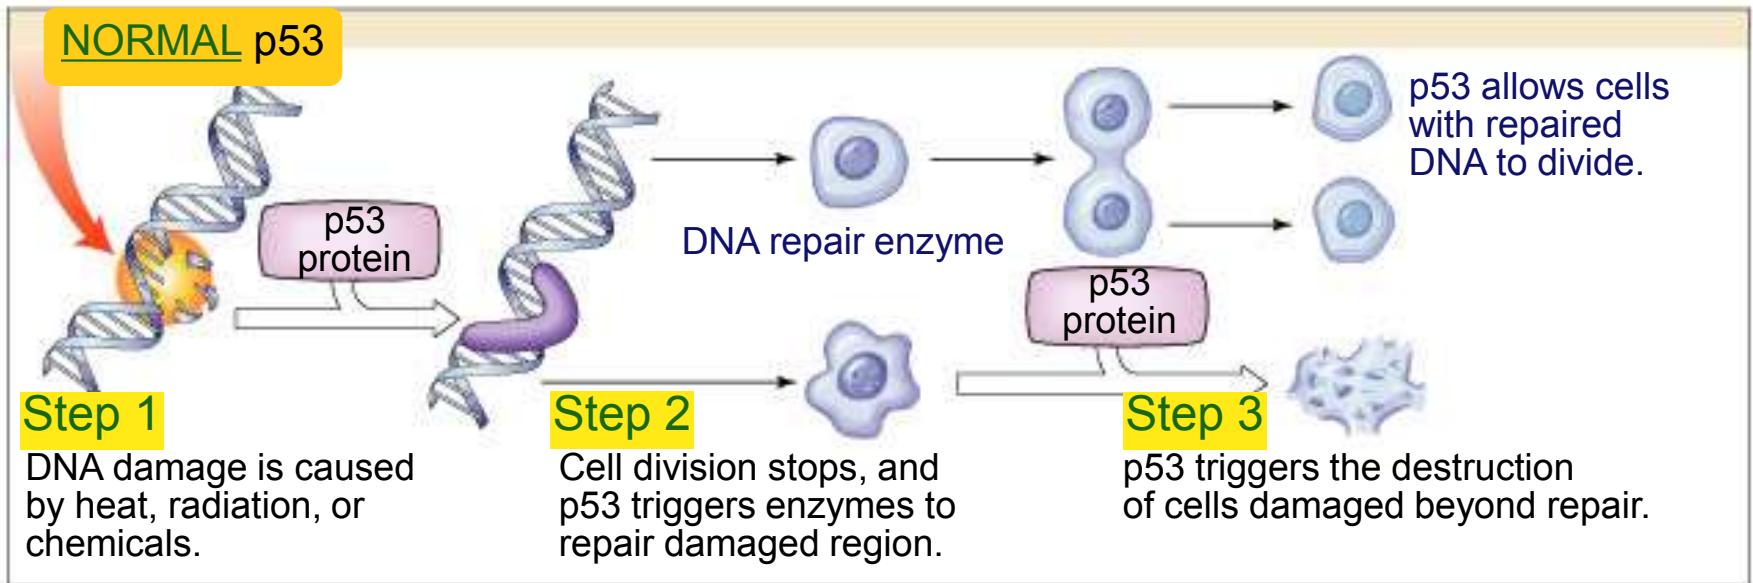 NORMAL p53
p53 allows cells
with repaired
DNA to divide.
p53
protein
DNA repair enzyme
p53
protein
Step 1
DNA damage is caused
by heat, radiation, or
chemicals.
Step 2
Cell division stops, and
p53 triggers enzymes to
repair damaged region.
Step 3
p53 triggers the destruction
of cells damaged beyond repair.